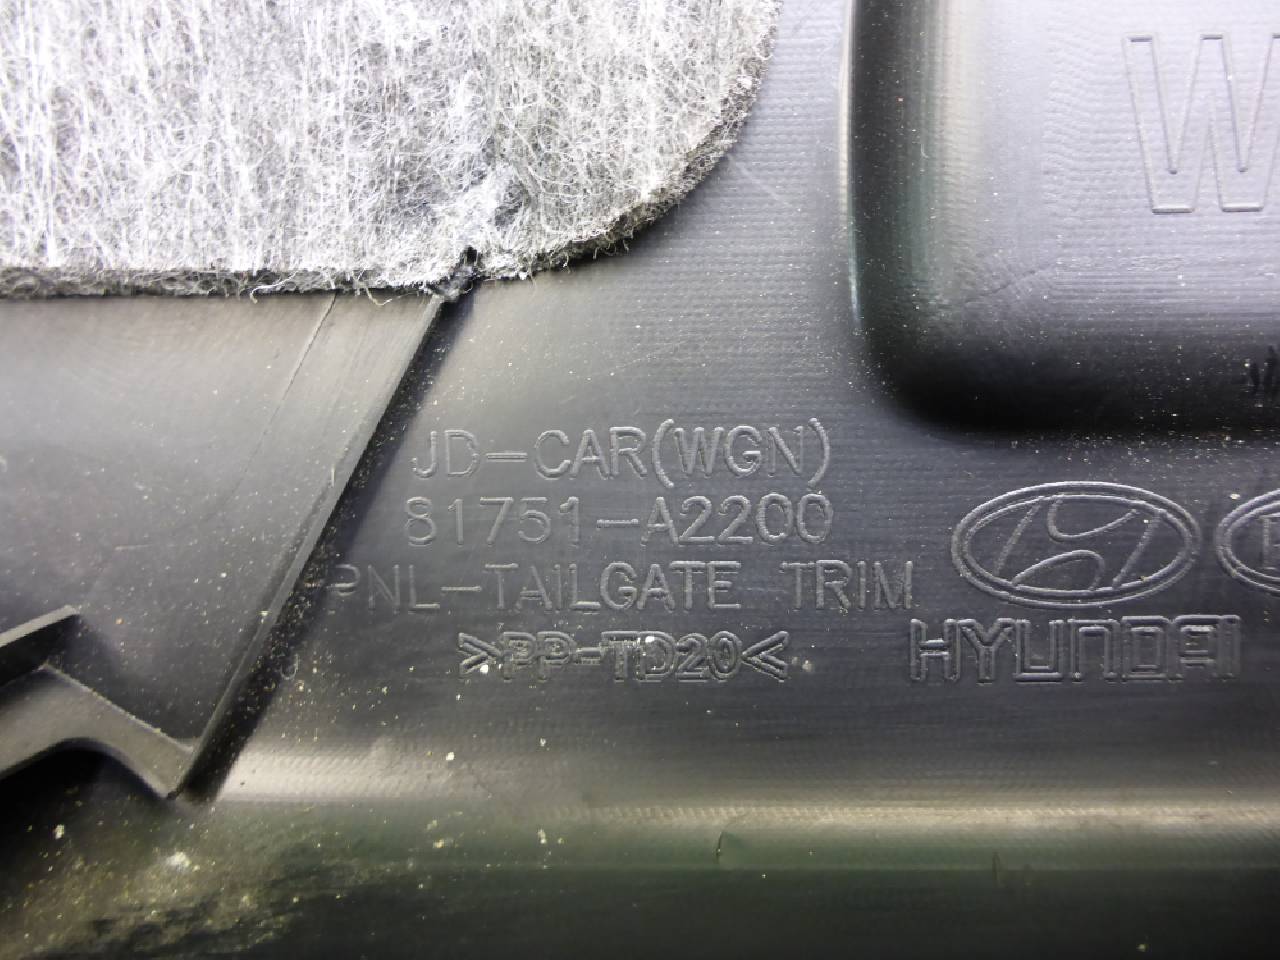 W
JD-CAR(WGN)
81751-A2200
PNL-TAILGATE TRIM
>PP-TD20<
HYUNDAI